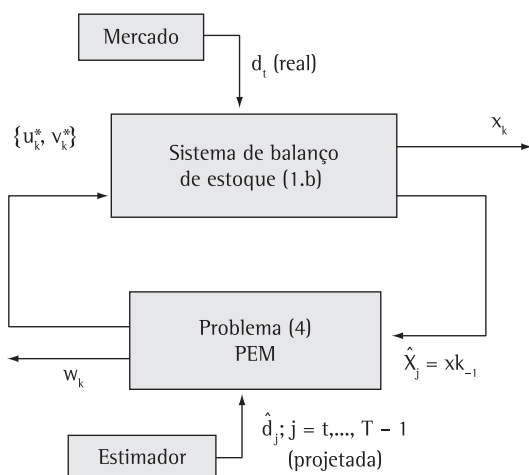 Mercado
d_t (real)
{u*_k, v*_k}
x_k
Sistema de balanço
de estoque (1.b)
Problema (4)
PEM
X̂_j = xk_-1
w_k
d̂_j; j = t,..., T – 1
(projetada)
Estimador